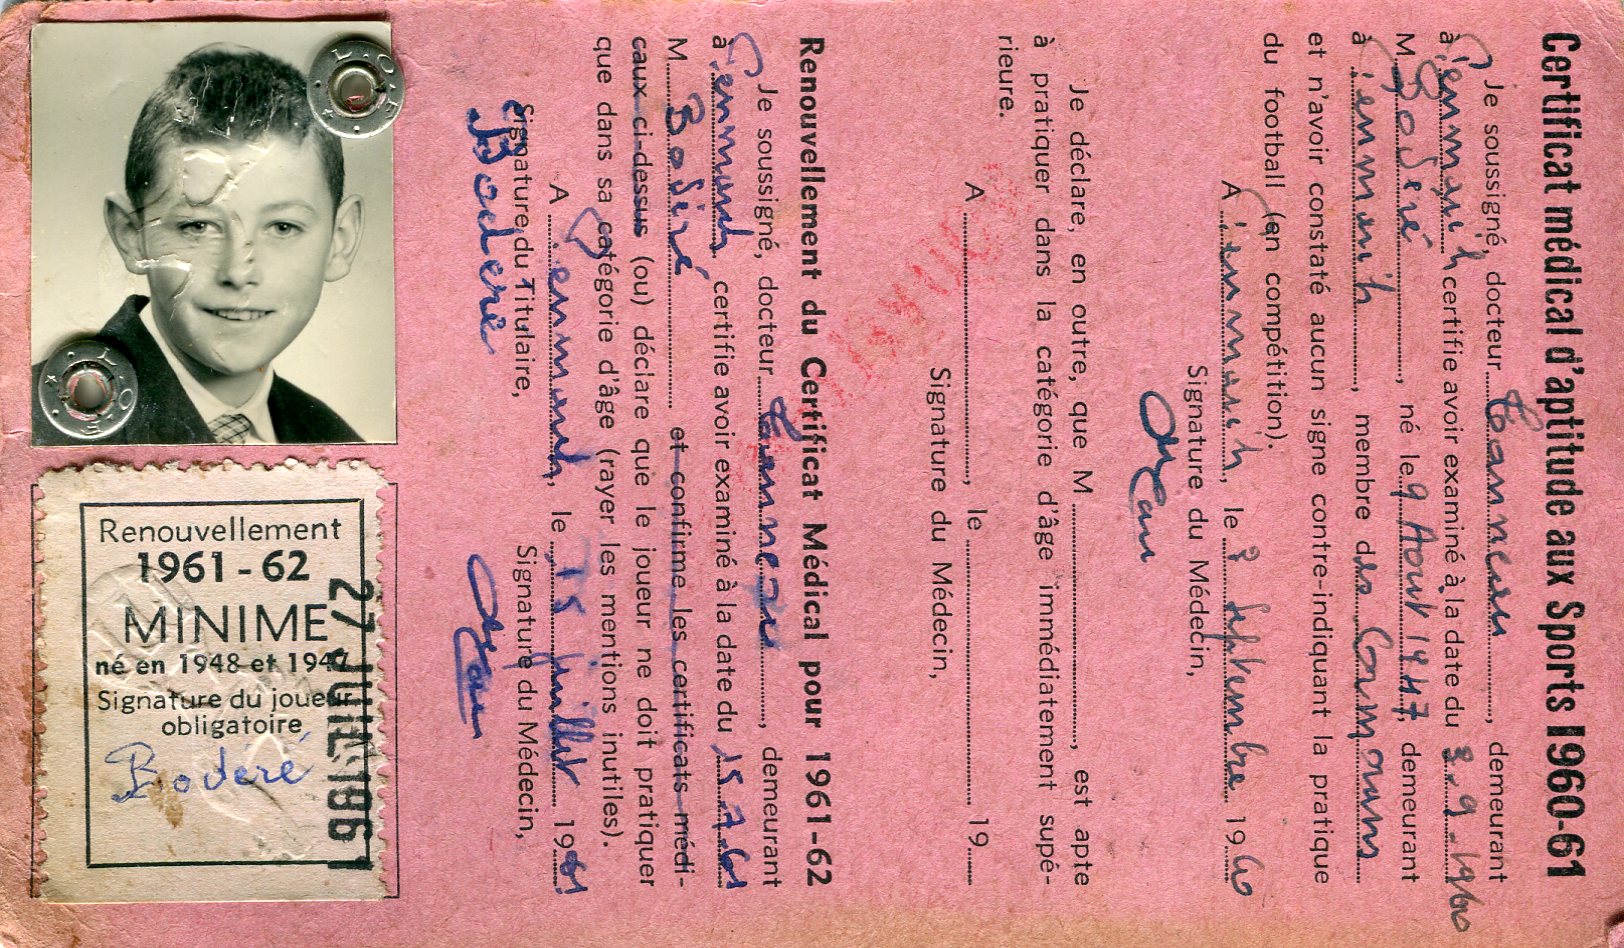 Certificat médical d'aptitude aux Sports 1960-61
Je soussigné, docteur demeurant
à certifie avoir examiné à la date du 3.9.1960
M Boderé, né le 9 Août 1947, demeurant
à, membre des
et n'avoir constaté aucun signe contre-indiquant la pratique
du football (en compétition).
A, le Septembre 1960
Signature du Médecin,
Je déclare, en outre, que M, est apte
à pratiquer dans la catégorie d'âge immédiatement supé-
rieure.
A, le 19
Signature du Médecin,
Renouvellement du Certificat Médical pour 1961-62
Je soussigné, docteur, demeurant
à certifie avoir examiné à la date du 15.7.61
M Boderé et confirme les certificats médi-
caux ci-dessus (ou) déclare que le joueur ne doit pratiquer
que dans sa catégorie d'âge (rayer les mentions inutiles).
A, le 15 juillet 1961
Signature du Titulaire, Signature du Médecin,
Boderé
Renouvellement
1961-62
MINIME
né en 1948 et 1947
Signature du joueur
obligatoire
Boderé
27 JUIL 1961